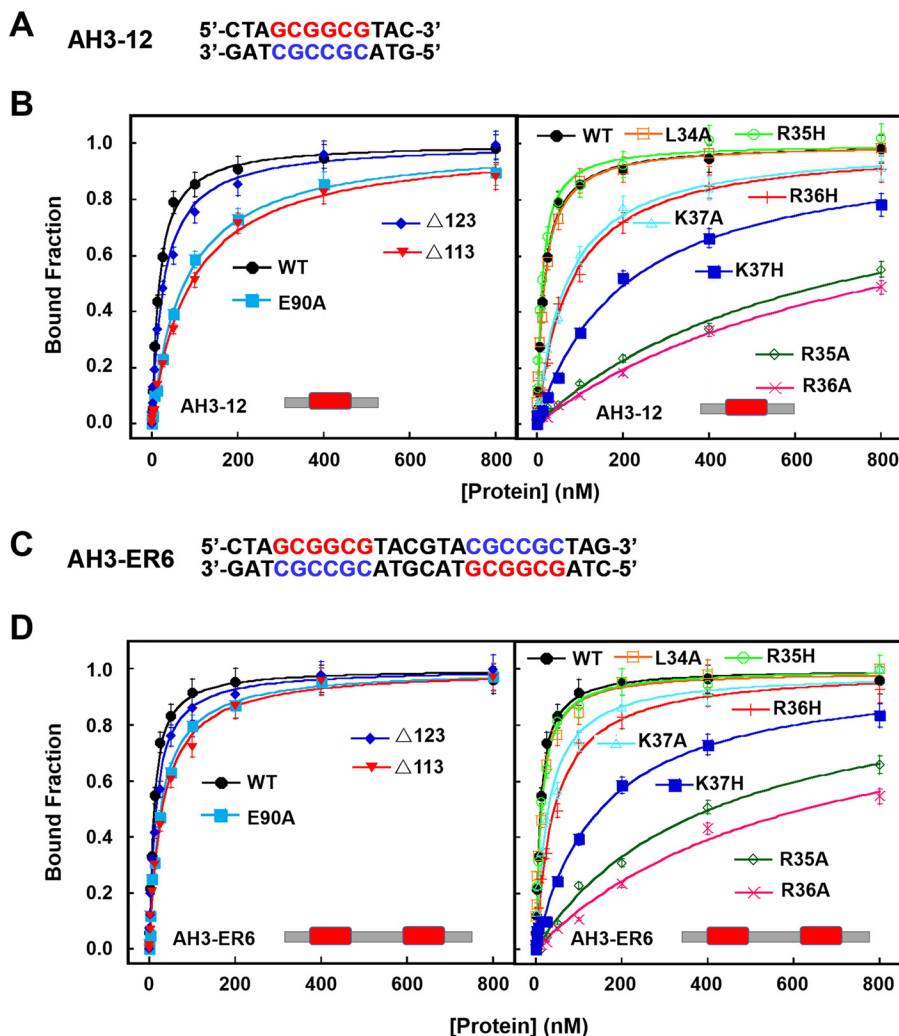 A
AH3-12
5’-CTAGCGGCGTAC-3’
3’-GATCGCCGCATG-5’
B
Bound Fraction
1.0
0.8
0.6
0.4
0.2
0.0
WT
E90A
△123
△113
AH3-12
0 200 400 600 800
WT
L34A
R35H
R36H
K37A
K37H
R35A
R36A
AH3-12
0 200 400 600 800
[Protein] (nM)
C
AH3-ER6
5’-CTAGCGGCGTACGTACGCCGCTAG-3’
3’-GATCGCCGCATGCATGCGGCGATC-5’
D
Bound Fraction
1.0
0.8
0.6
0.4
0.2
0.0
WT
E90A
△123
△113
AH3-ER6
0 200 400 600 800
WT
L34A
R35H
R36H
K37A
K37H
R35A
R36A
AH3-ER6
0 200 400 600 800
[Protein] (nM)